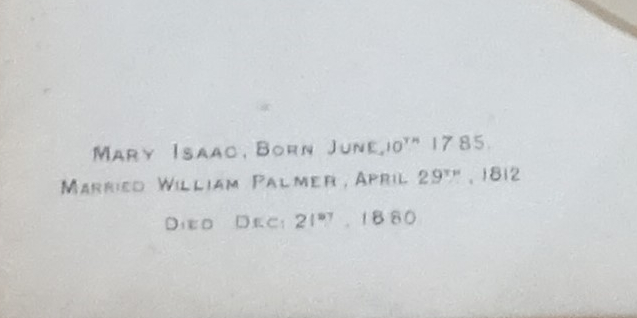 Mary Isaac, Born June, 10th 1785.
Married William Palmer, April 29th, 1812
Died Dec: 21st, 1880